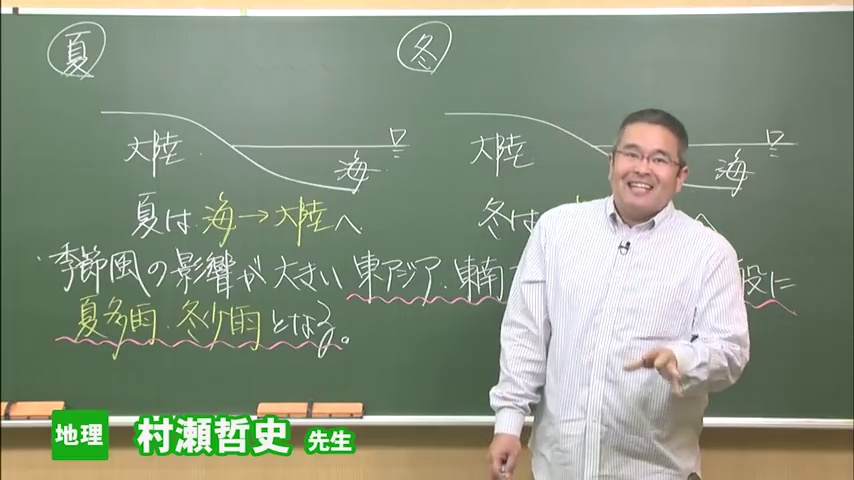 夏
冬
大陸
海
大陸
海
夏は 海→大陸へ
冬は
へ
季節風の影響が 大きい 東アジア・東南
般に
夏多雨・冬少雨となる。
地理 村瀬哲史 先生